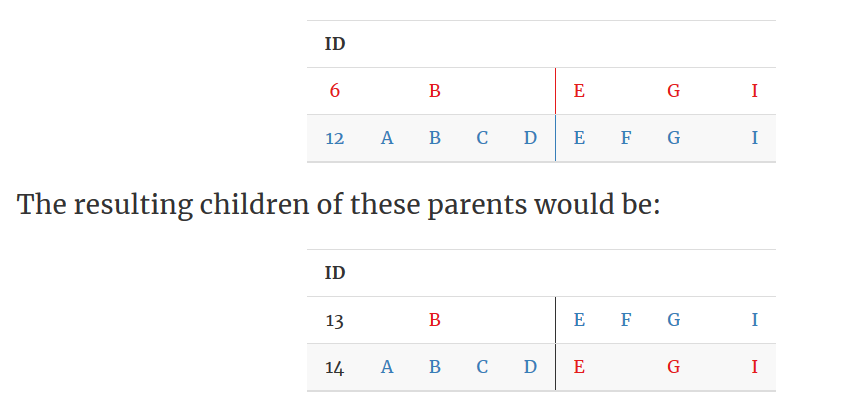 ID
6 B E G I
12 A B C D E F G I
The resulting children of these parents would be:
ID
13 B E F G I
14 A B C D E G I